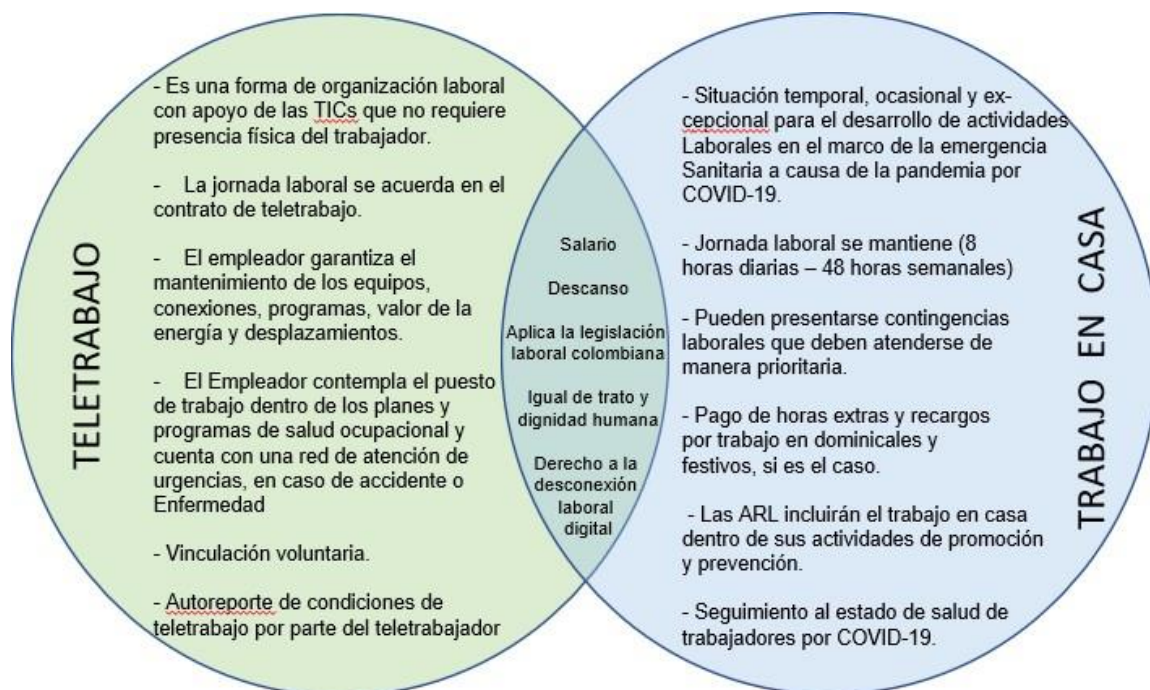 TELETRABAJO
- Es una forma de organización laboral
con apoyo de las TICs que no requiere
presencia física del trabajador.
- La jornada laboral se acuerda en el
contrato de teletrabajo.
- El empleador garantiza el
mantenimiento de los equipos,
conexiones, programas, valor de la
energía y desplazamientos.
- El Empleador contempla el puesto
de trabajo dentro de los planes y
programas de salud ocupacional y
cuenta con una red de atención de
urgencias, en caso de accidente o
Enfermedad
- Vinculación voluntaria.
- Autoreporte de condiciones de
teletrabajo por parte del teletrabajador
Salario
Descanso
Aplica la legislación
laboral colombiana
Igual de trato y
dignidad humana
Derecho a la
desconexión
laboral
digital
- Situación temporal, ocasional y ex-
cepcional para el desarrollo de actividades
Laborales en el marco de la emergencia
Sanitaria a causa de la pandemia por
COVID-19.
- Jornada laboral se mantiene (8
horas diarias – 48 horas semanales)
- Pueden presentarse contingencias
laborales que deben atenderse de
manera prioritaria.
- Pago de horas extras y recargos
por trabajo en dominicales y
festivos, si es el caso.
- Las ARL incluirán el trabajo en casa
dentro de sus actividades de promoción
y prevención.
- Seguimiento al estado de salud de
trabajadores por COVID-19.
TRABAJO EN CASA